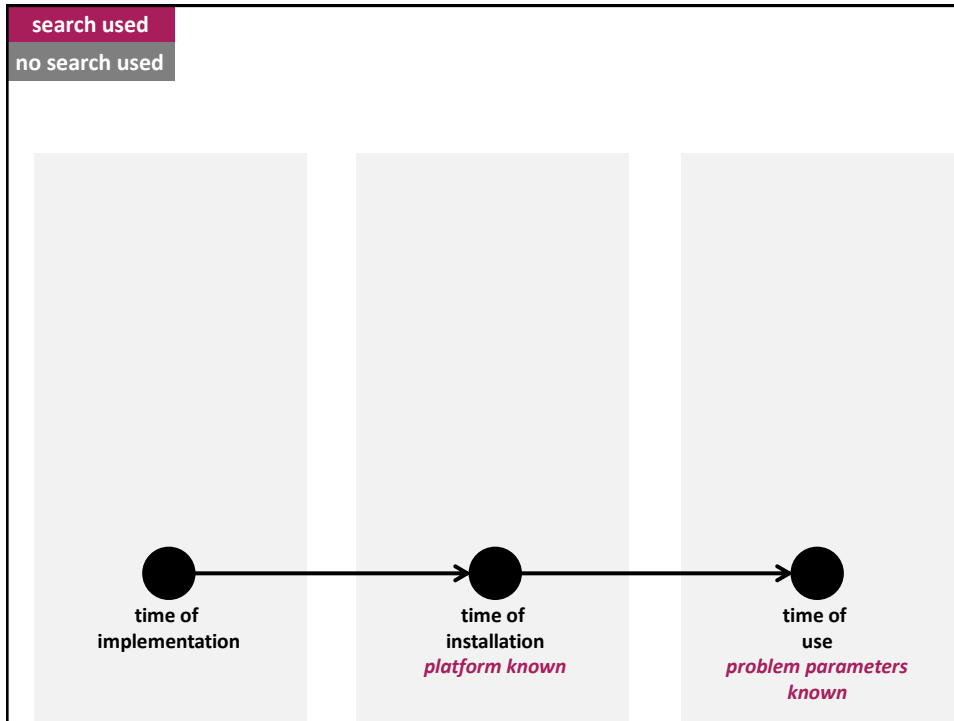 search used
no search used
time of
implementation
time of
installation
platform known
time of
use
problem parameters
known